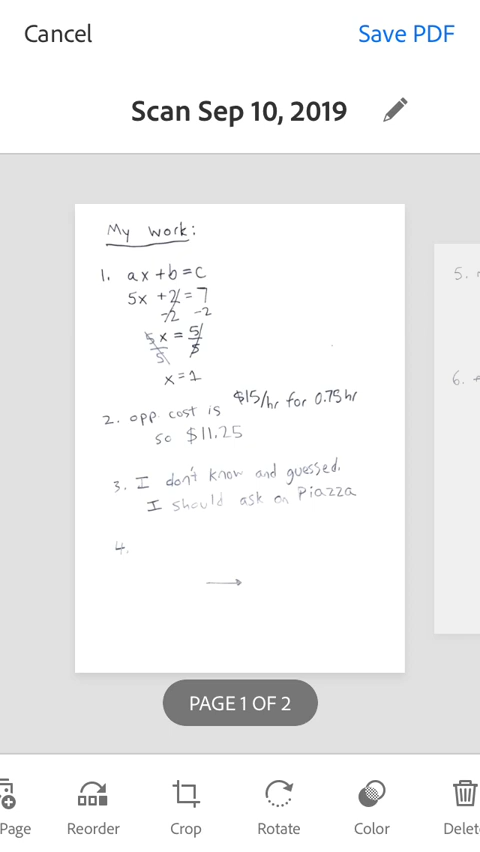 Cancel
Save PDF
Scan Sep 10, 2019
My work:
1. ax + b = c
5x + 2 = 7
-2 -2
5x = 5
5 5
x = 1
2. opp cost is $15/hr for 0.75hr
so $11.25
3. I don't know and guessed.
I should ask on Piazza
4.
5.
6.
PAGE 1 OF 2
Page
Reorder
Crop
Rotate
Color
Delet